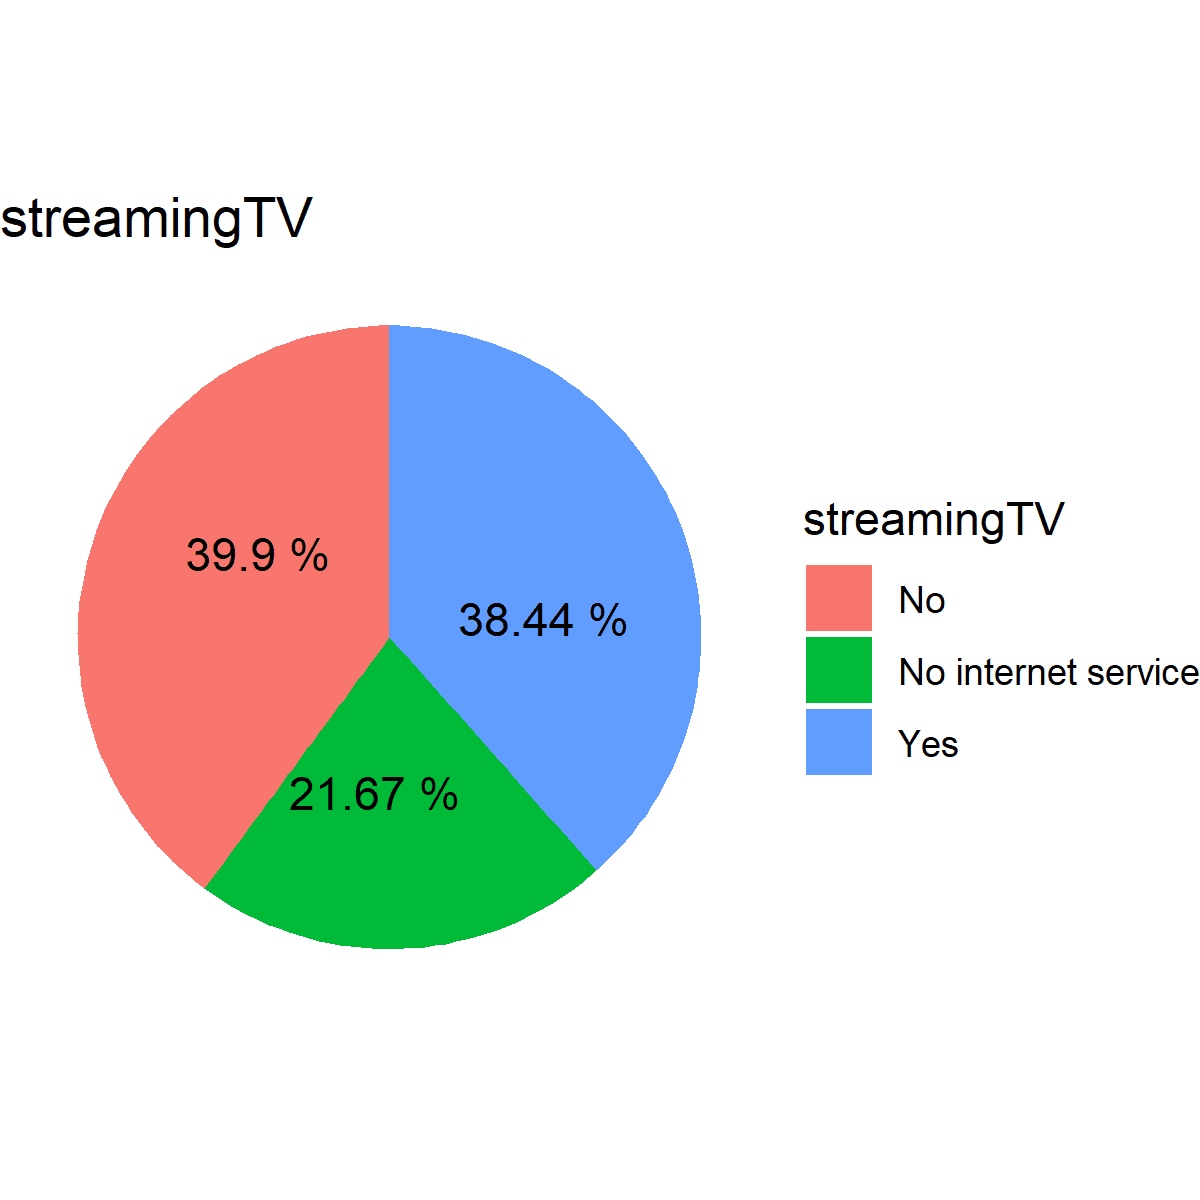 streamingTV
39.9 %
38.44 %
21.67 %
streamingTV
No
No internet service
Yes